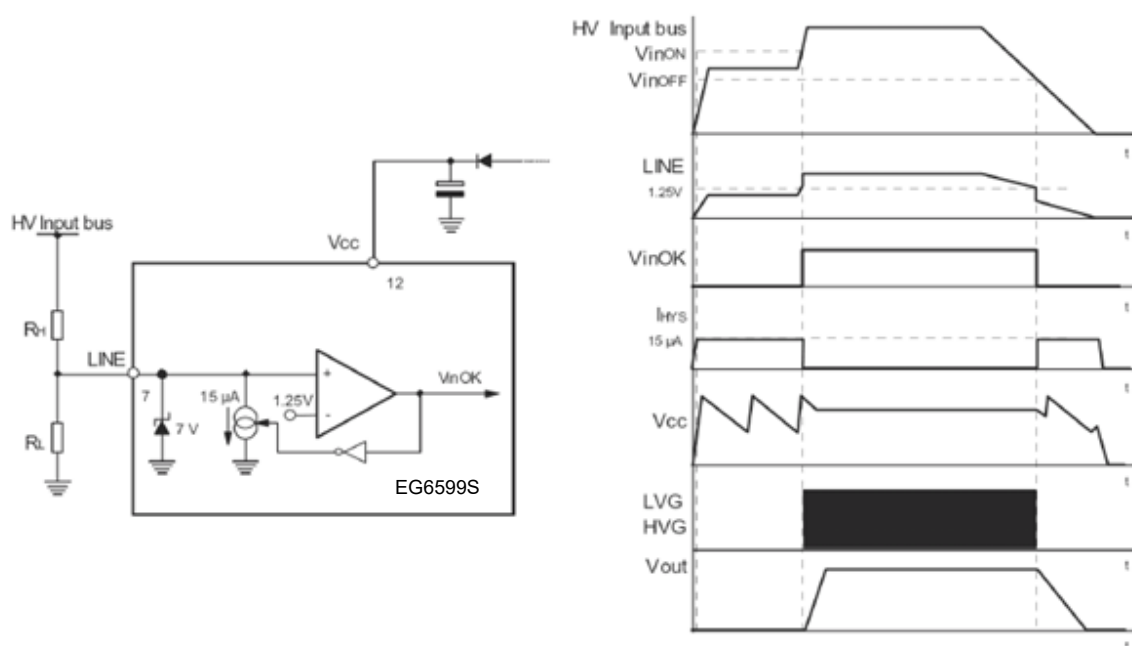 HV Input bus
Vcc
12
RH
LINE
7
RL
7 V
15 µA
1.25V
+
-
VinOK
EG6599S
HV Input bus
VinON
VinOFF
t
LINE
1.25V
t
VinOK
t
IHYS
15 µA
t
Vcc
t
LVG
HVG
t
Vout
t